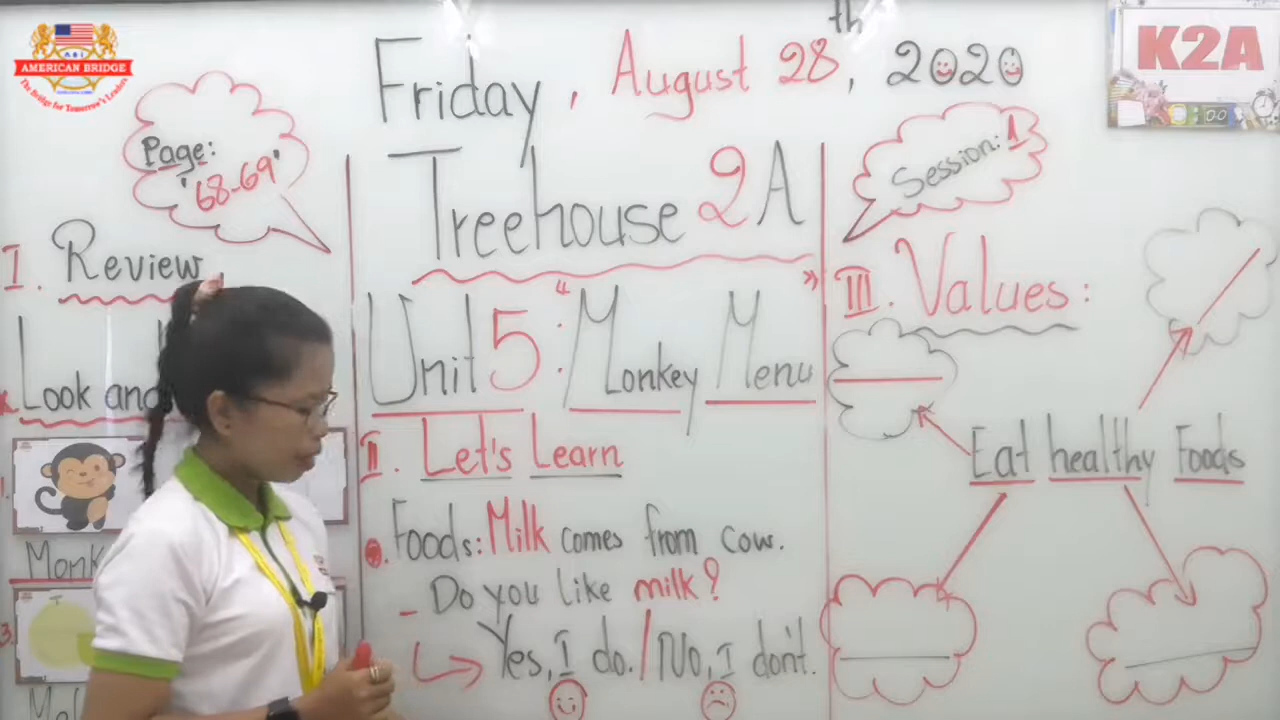 AMERICAN BRIDGE
The Bridge for Tomorrow's Leaders
K2A
Friday, August 28th, 2020
Page:
"68-69"
Treehouse 2A
Session: 1
I. Review
Look and
Unit 5: "Monkey Menu"
II. Let's Learn
Foods: Milk comes from cow.
- Do you like milk?
Yes, I do. / No, I don't.
III. Values:
Eat healthy Foods
1.
3.